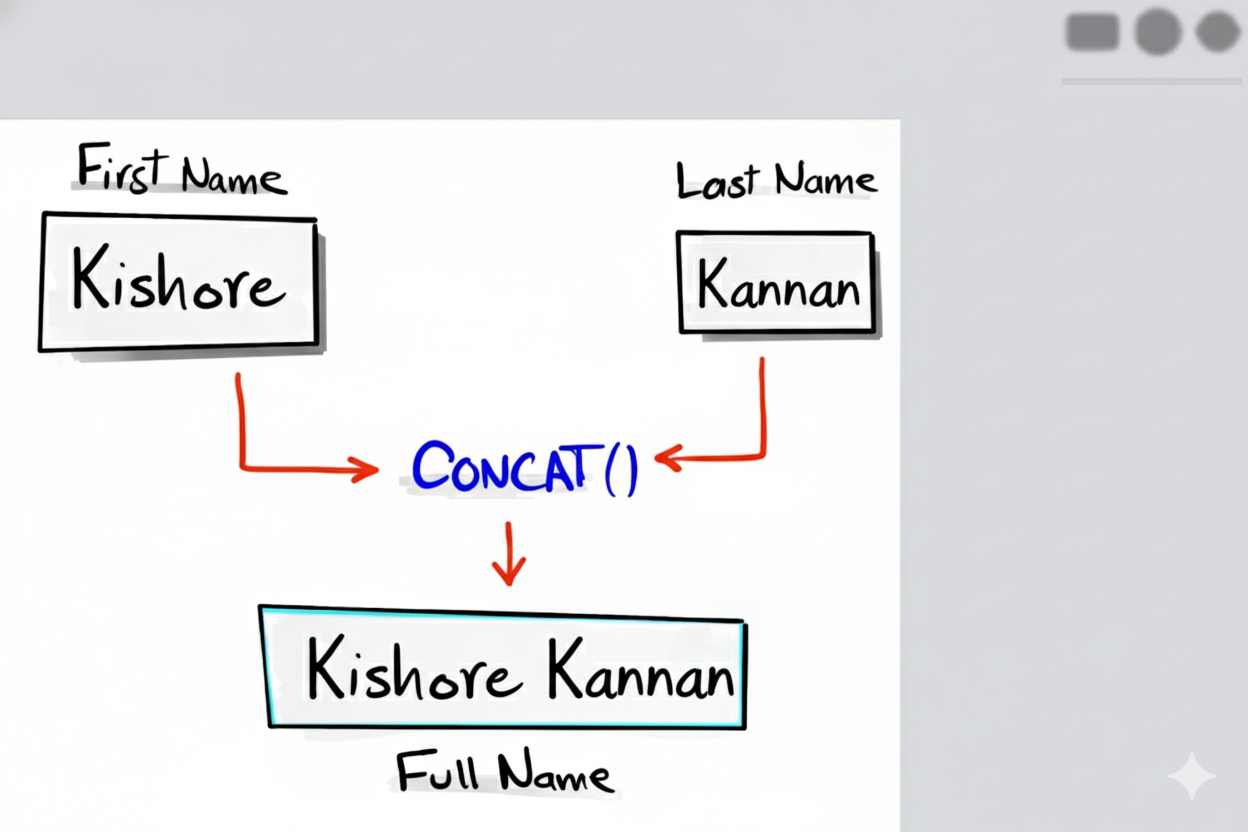 First Name
Last Name
Kishore
Kannan
CONCAT()
Kishore Kannan
Full Name